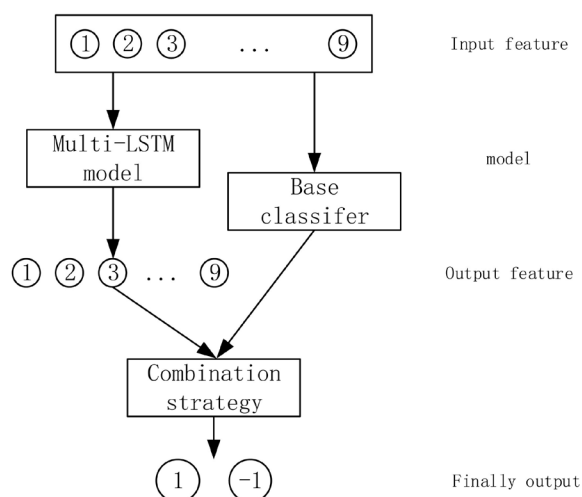 1 2 3 ... 9 Input feature
Multi-LSTM
model
model
Base
classifer
1 2 3 ... 9 Output feature
Combination
strategy
1 -1 Finally output